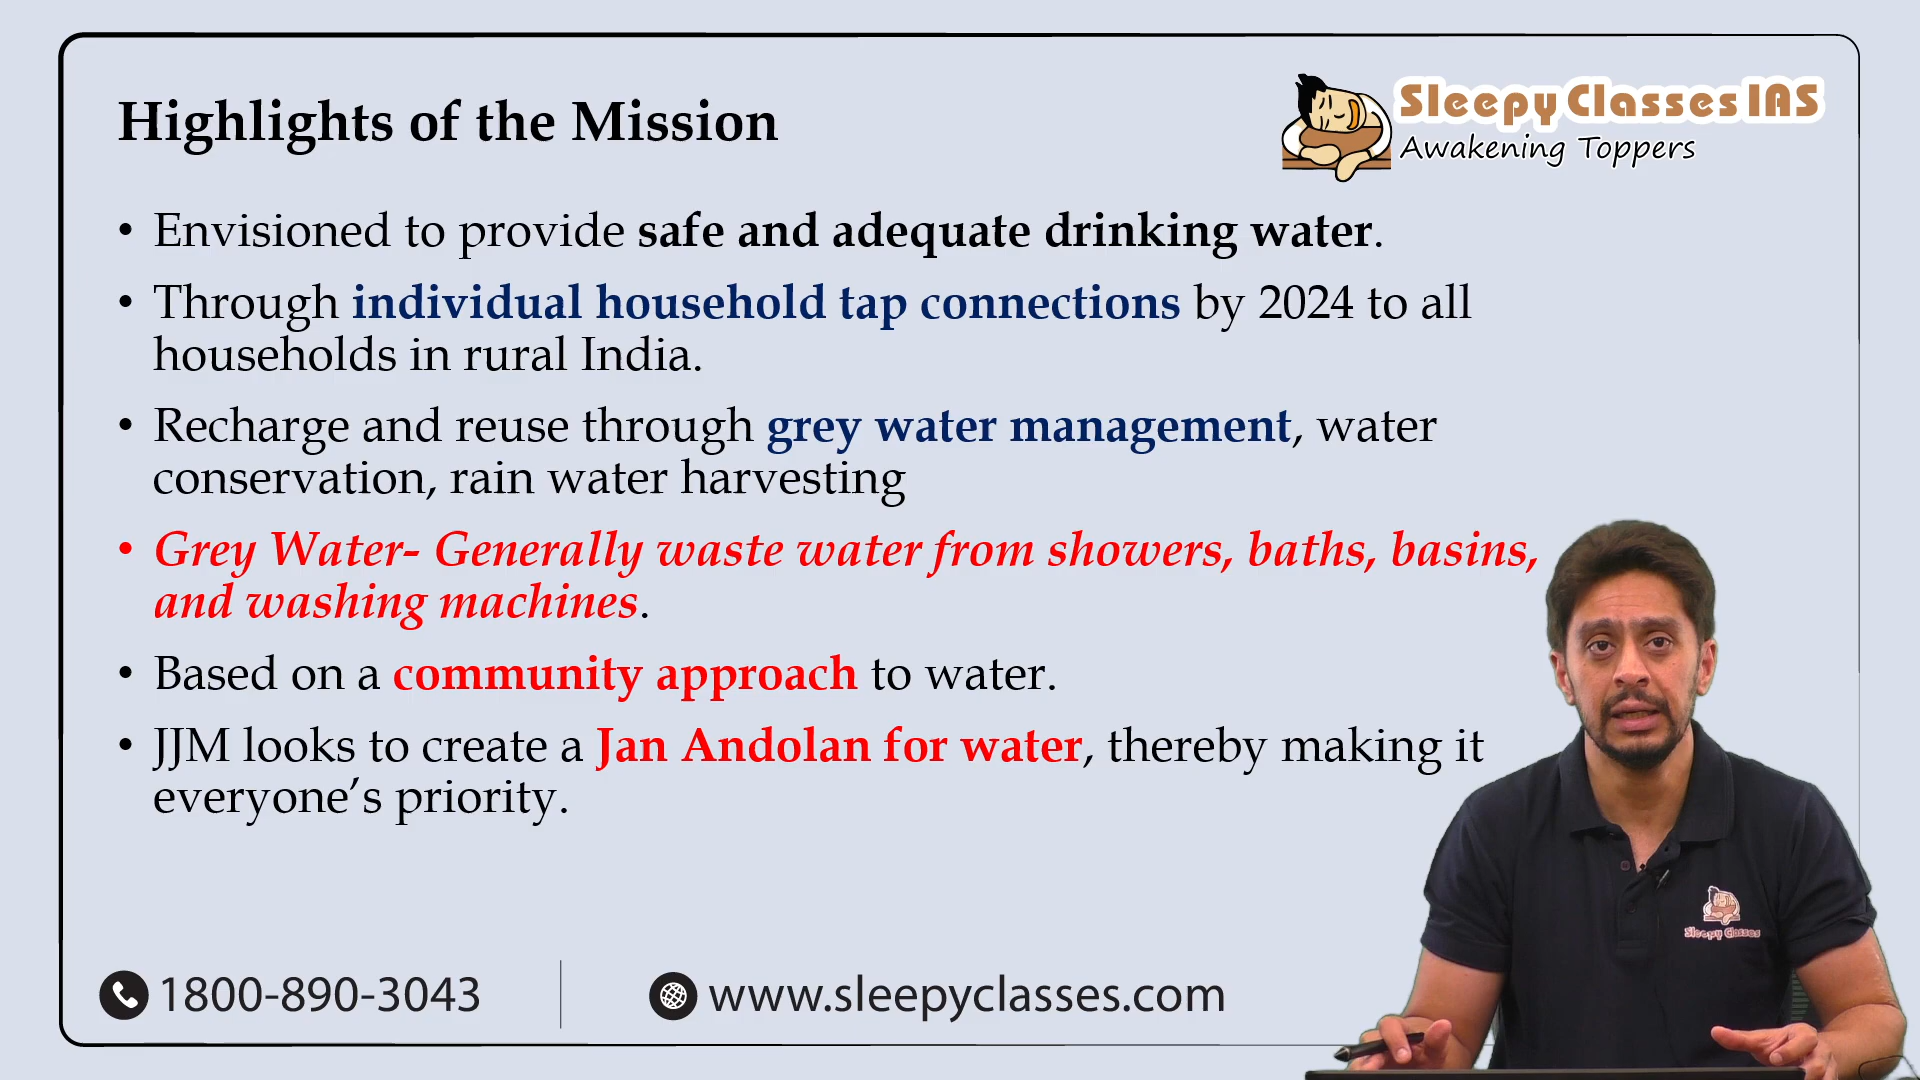 Highlights of the Mission
Sleepy Classes IAS
Awakening Toppers
• Envisioned to provide safe and adequate drinking water.
• Through individual household tap connections by 2024 to all
households in rural India.
• Recharge and reuse through grey water management, water
conservation, rain water harvesting
• Grey Water- Generally waste water from showers, baths, basins,
and washing machines.
• Based on a community approach to water.
• JJM looks to create a Jan Andolan for water, thereby making it
everyone’s priority.
Sleepy Classes
1800-890-3043
www.sleepyclasses.com